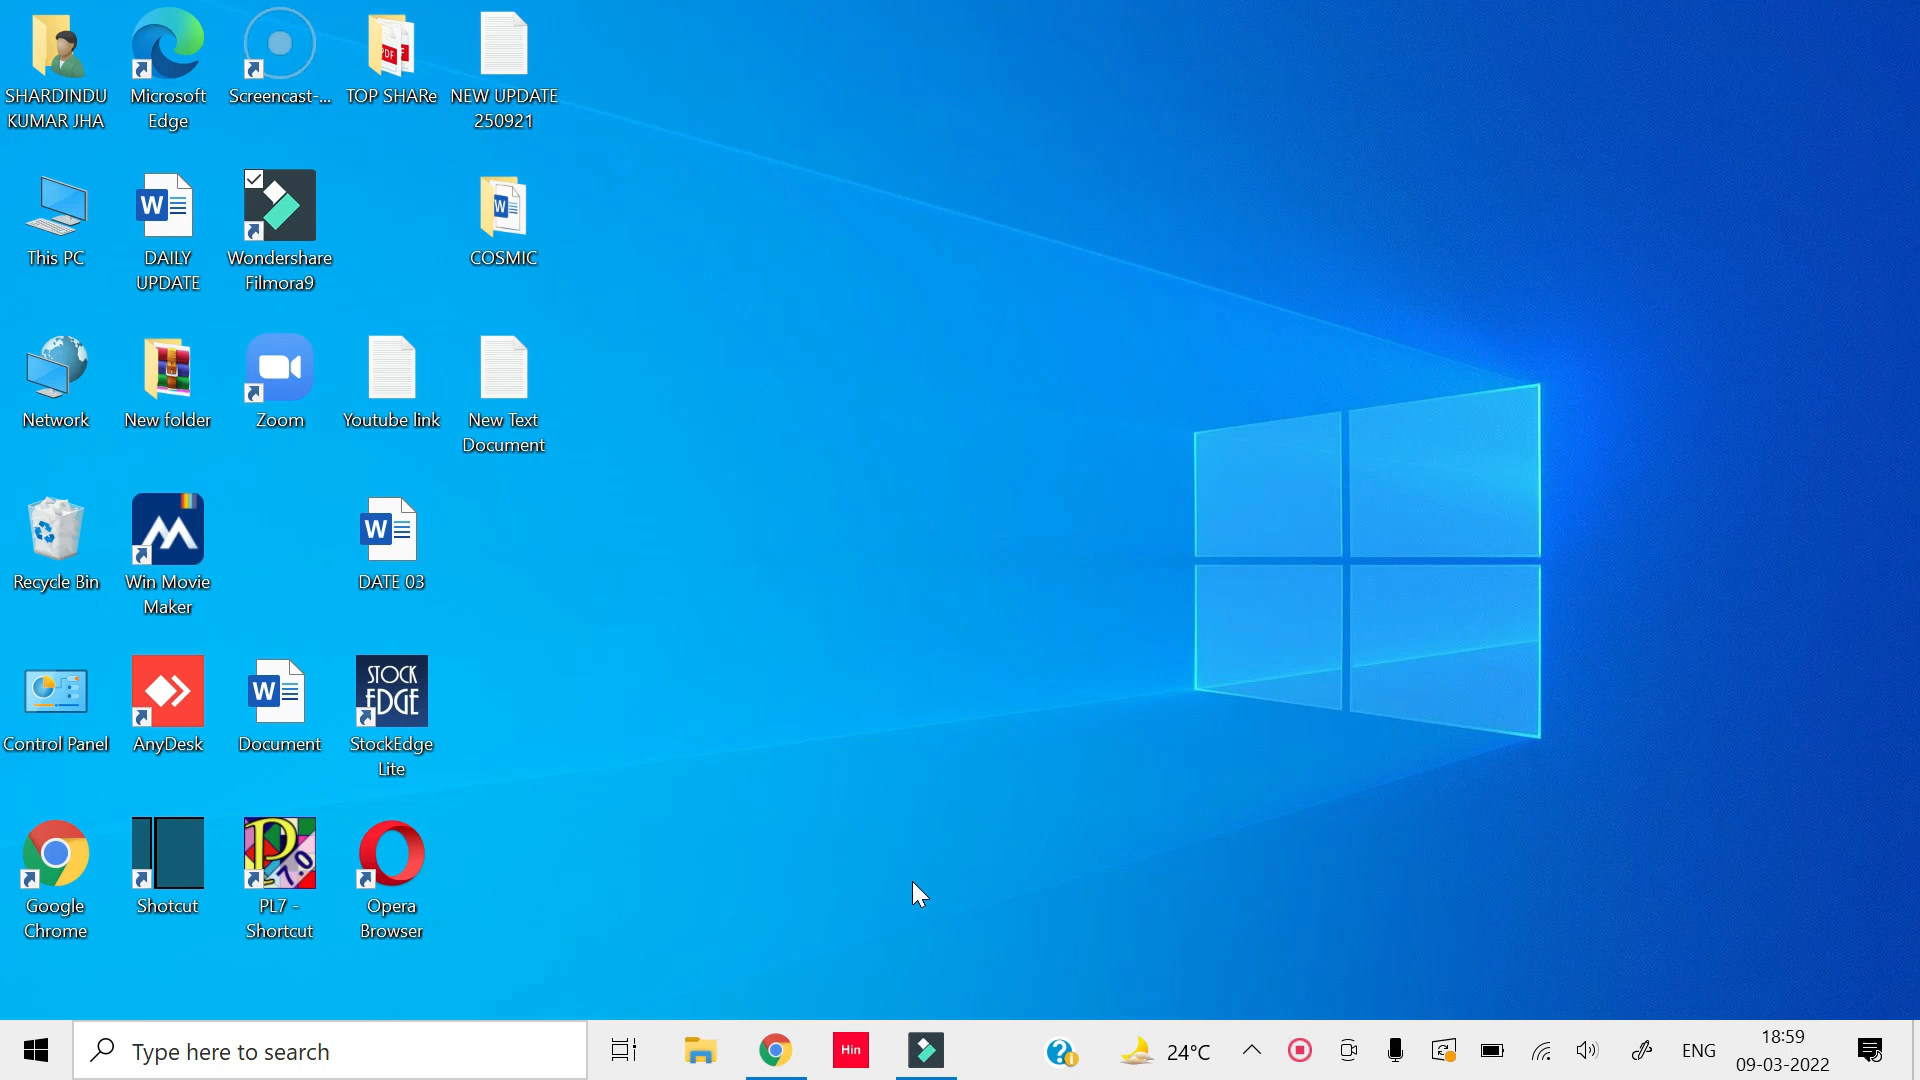 SHARDINDU
KUMAR JHA
Microsoft
Edge
Screencast-...
PDF
TOP SHARe
NEW UPDATE
250921
This PC
W
DAILY
UPDATE
Wondershare
Filmora9
W
COSMIC
Network
New folder
Zoom
Youtube link
New Text
Document
Recycle Bin
Win Movie
Maker
W
DATE 03
Control Panel
AnyDesk
W
Document
STOCK
EDGE
StockEdge
Lite
Google
Chrome
Shotcut
P
7.0
PL7 -
Shortcut
Opera
Browser
Type here to search
Hin
24°C
ENG
18:59
09-03-2022